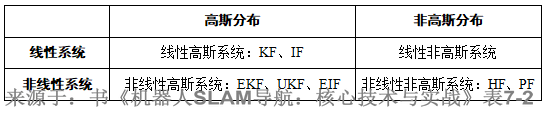 高斯分布 非高斯分布
线性系统 线性高斯系统：KF、IF 线性非高斯系统
非线性系统 非线性高斯系统：EKF、UKF、EIF 非线性非高斯系统：HF、PF
来源于：书《机器人SLAM导航：核心技术与实战》表7-2